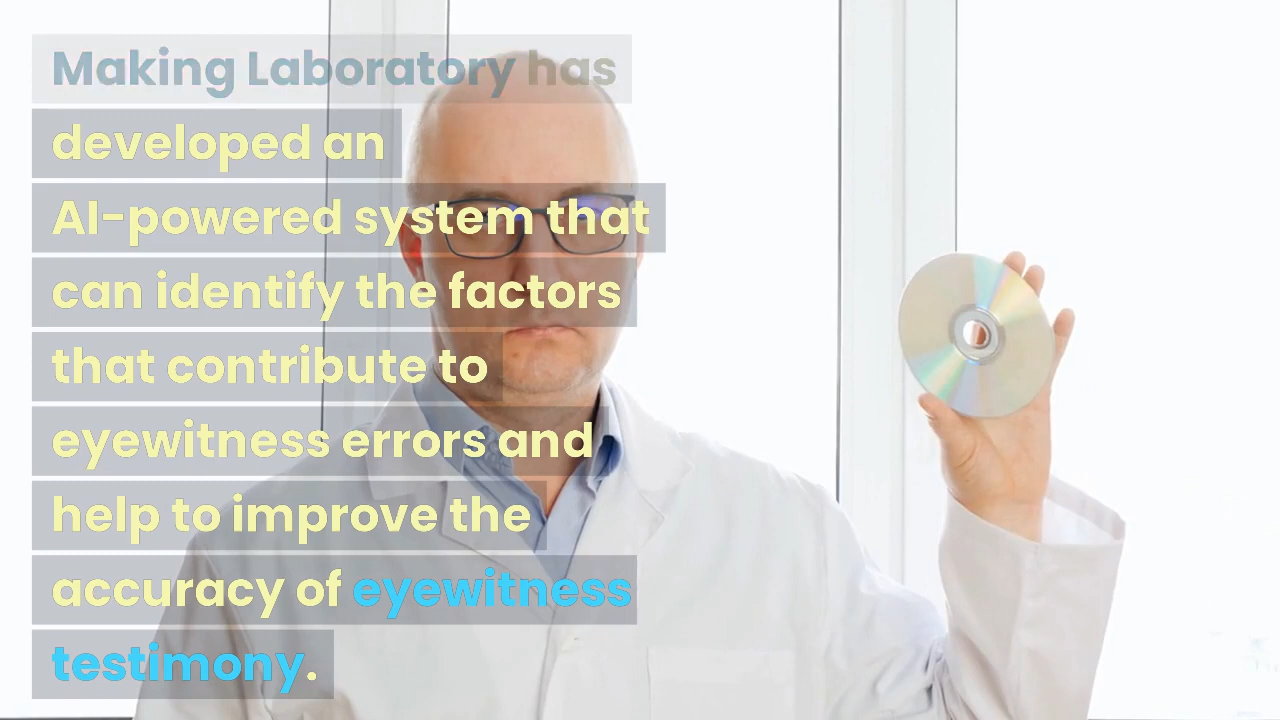 Making Laboratory has
developed an
AI-powered system that
can identify the factors
that contribute to
eyewitness errors and
help to improve the
accuracy of eyewitness
testimony.